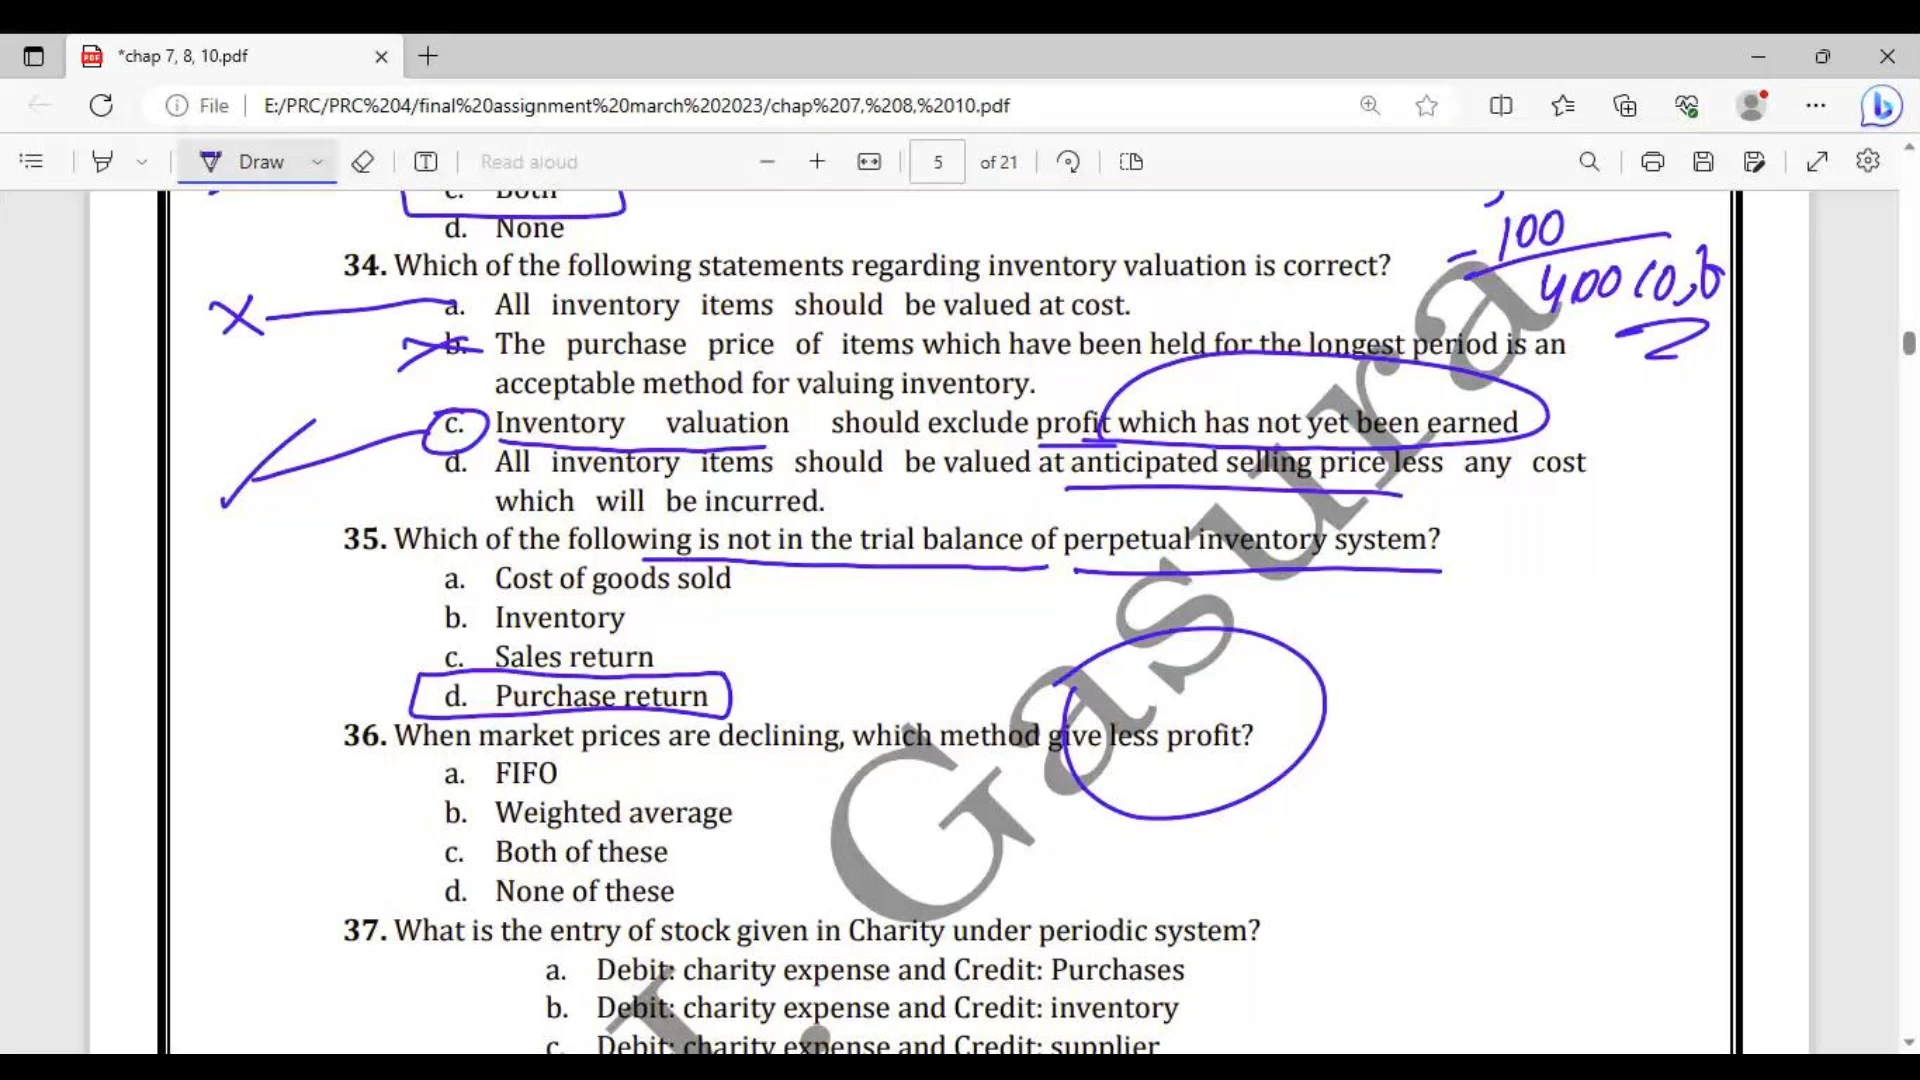 *chap 7, 8, 10.pdf
File
E:/PRC/PRC%204/final%20assignment%20march%202023/chap%207,%208,%2010.pdf
Draw
Read aloud
5
of 21
c. Both
d. None
34. Which of the following statements regarding inventory valuation is correct?
a. All inventory items should be valued at cost.
b. The purchase price of items which have been held for the longest period is an
acceptable method for valuing inventory.
c. Inventory valuation should exclude profit which has not yet been earned
d. All inventory items should be valued at anticipated selling price less any cost
which will be incurred.
35. Which of the following is not in the trial balance of perpetual inventory system?
a. Cost of goods sold
b. Inventory
c. Sales return
d. Purchase return
36. When market prices are declining, which method give less profit?
a. FIFO
b. Weighted average
c. Both of these
d. None of these
37. What is the entry of stock given in Charity under periodic system?
a. Debit: charity expense and Credit: Purchases
b. Debit: charity expense and Credit: inventory
c. Debit: charity expense and Credit: supplier
100
400
Gasura